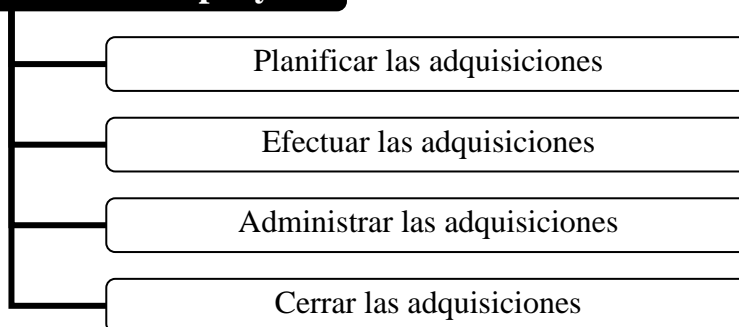 Planificar las adquisiciones
Efectuar las adquisiciones
Administrar las adquisiciones
Cerrar las adquisiciones